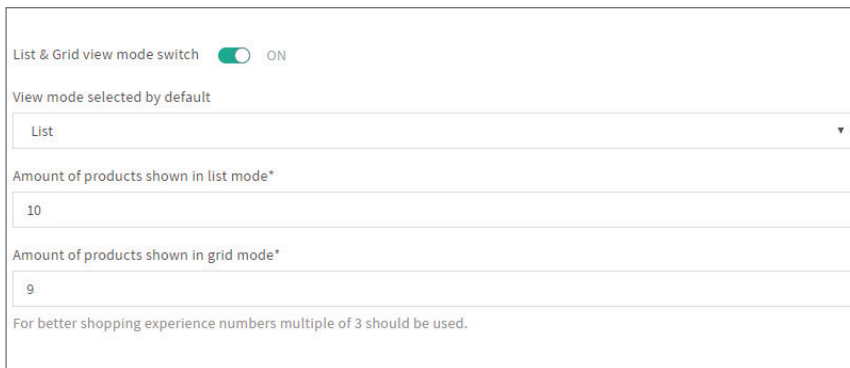 List & Grid view mode switch ON
View mode selected by default
List
Amount of products shown in list mode*
10
Amount of products shown in grid mode*
9
For better shopping experience numbers multiple of 3 should be used.